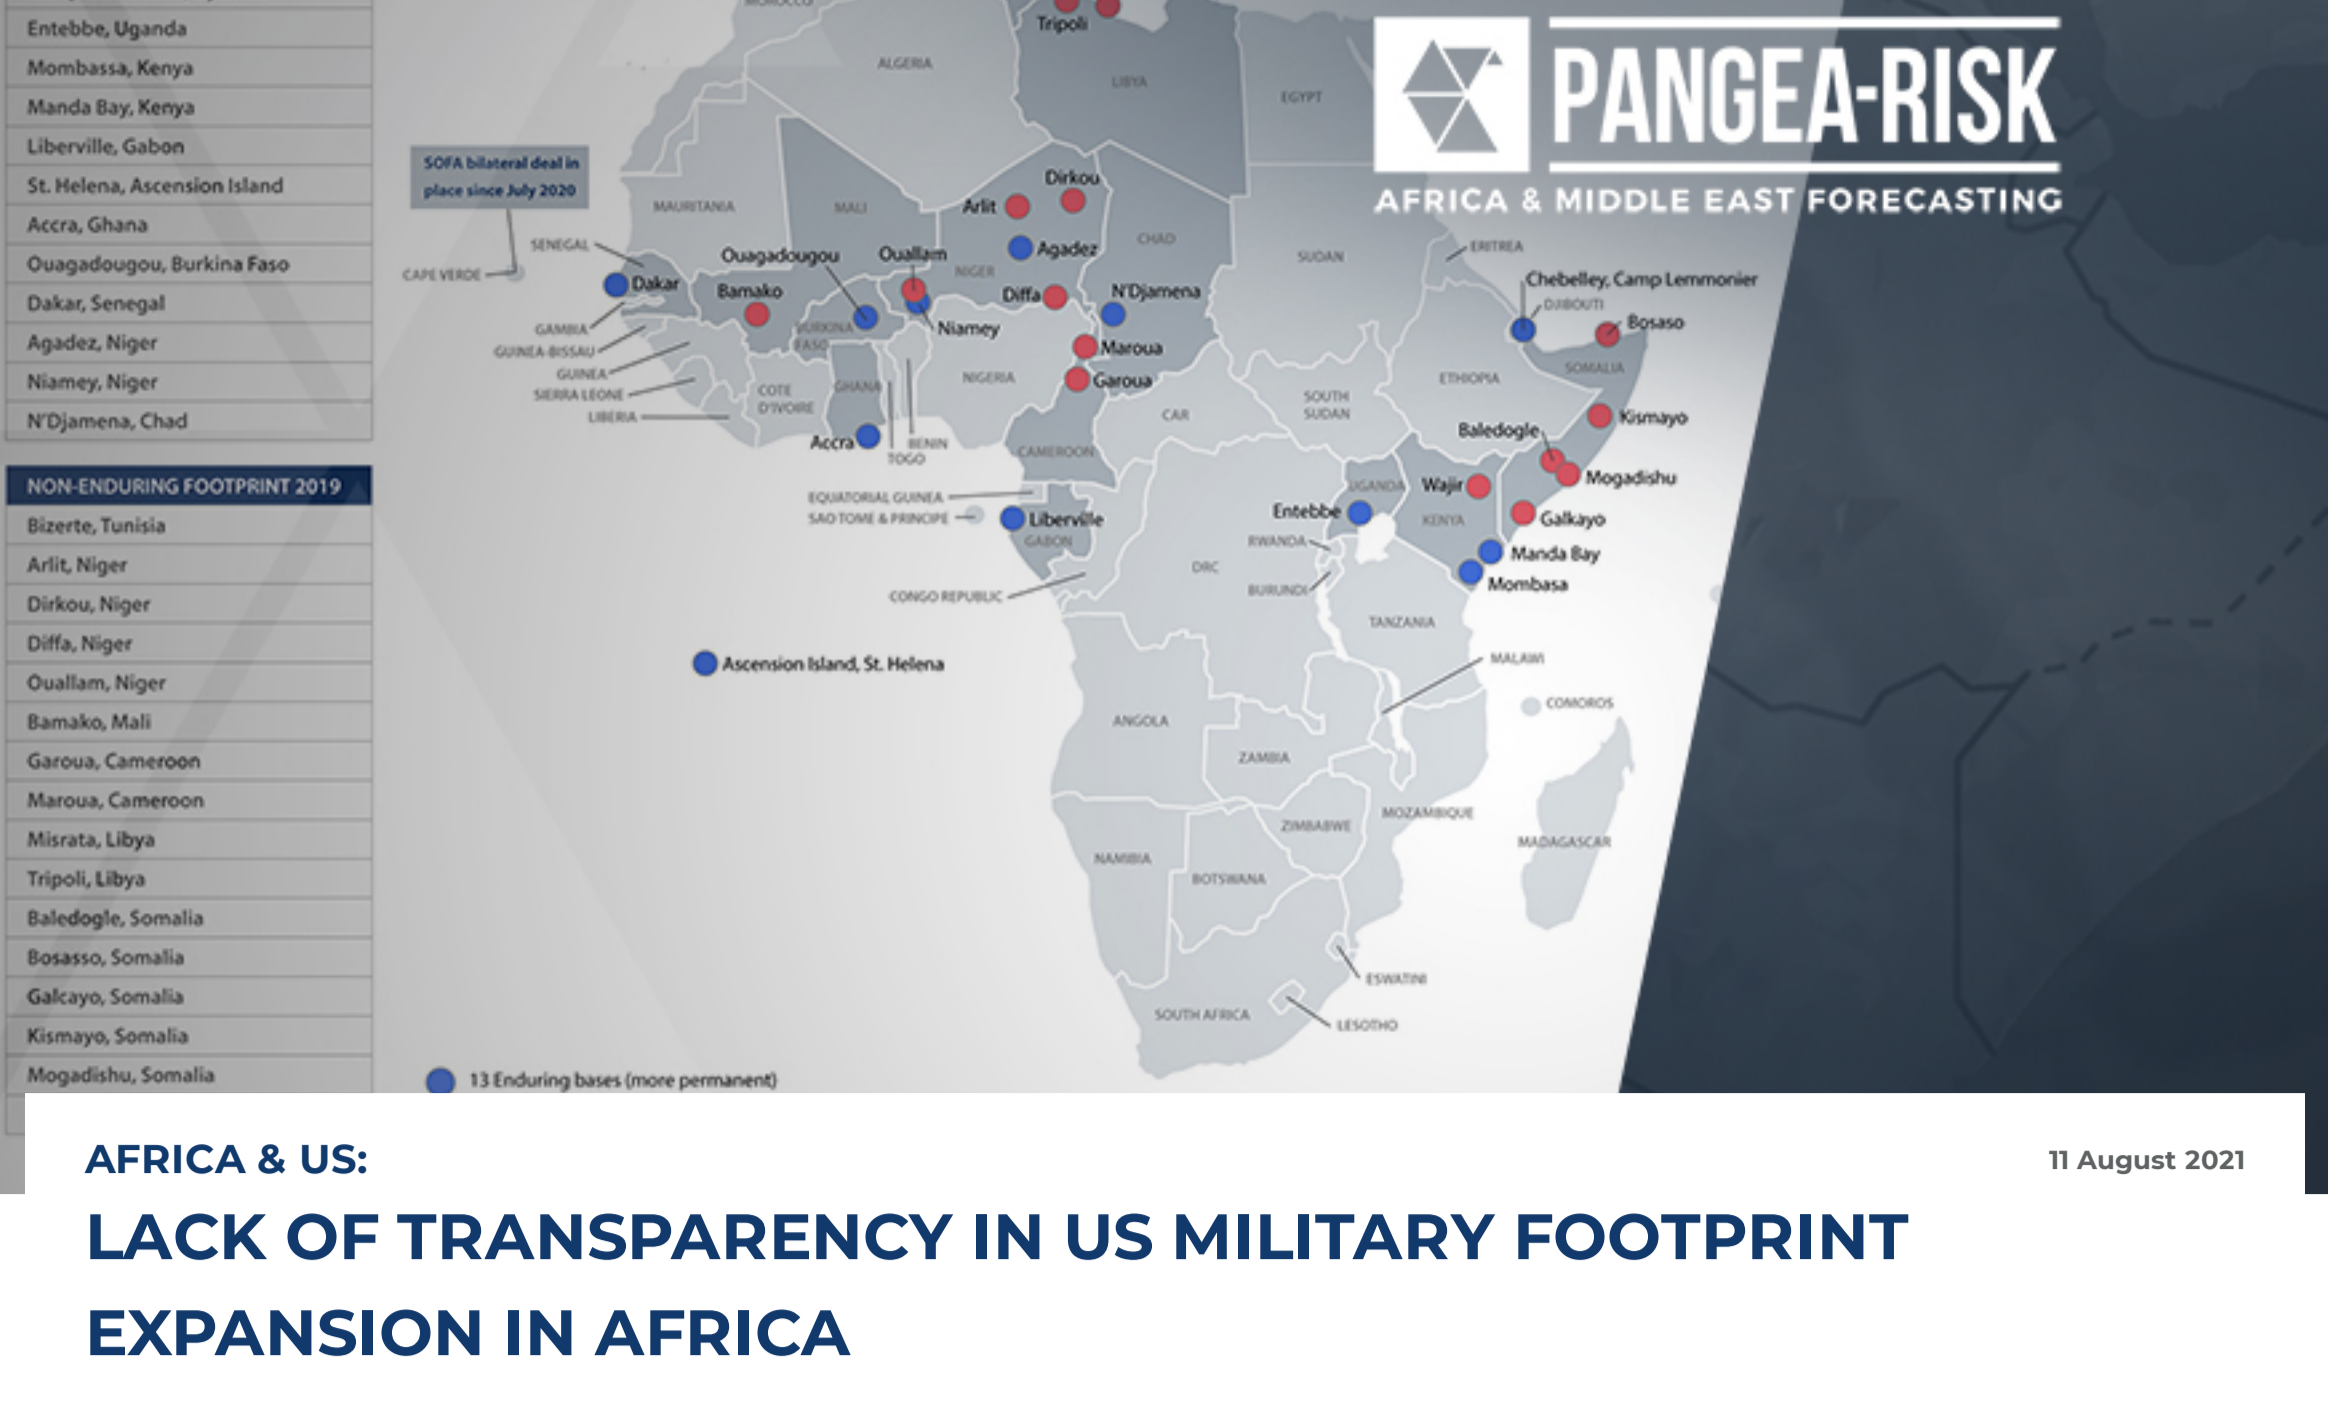 Entebbe, Uganda
Mombassa, Kenya
Manda Bay, Kenya
Liberville, Gabon
St. Helena, Ascension Island
Accra, Ghana
Ouagadougou, Burkina Faso
Dakar, Senegal
Agadez, Niger
Niamey, Niger
N'Djamena, Chad
NON-ENDURING FOOTPRINT 2019
Bizerte, Tunisia
Arlit, Niger
Dirkou, Niger
Diffa, Niger
Ouallam, Niger
Bamako, Mali
Garoua, Cameroon
Maroua, Cameroon
Misrata, Libya
Tripoli, Libya
Baledogle, Somalia
Bosasso, Somalia
Galcayo, Somalia
Kismayo, Somalia
Mogadishu, Somalia
SOFA bilateral deal in
place since July 2020
MOROCCO
Tripoli
ALGERIA
LIBYA
EGYPT
PANGEA-RISK
AFRICA & MIDDLE EAST FORECASTING
MAURITANIA
MALI
Arlit
Dirkou
Agadez
NIGER
CHAD
SUDAN
ERITREA
SENEGAL
CAPE VERDE
Dakar
Bamako
Ouagadougou
Ouallam
Niamey
Diffa
N'Djamena
Chebelley, Camp Lemmonier
DJIBOUTI
Bosaso
GAMBIA
GUINEA-BISSAU
GUINEA
SIERRA LEONE
LIBERIA
BURKINA
FASO
COTE
D'IVOIRE
GHANA
Accra
TOGO
BENIN
NIGERIA
Maroua
Garoua
CAMEROON
CAR
SOUTH
SUDAN
ETHIOPIA
SOMALIA
Kismayo
Baledogle
Mogadishu
Wajir
Galkayo
UGANDA
Entebbe
KENYA
Manda Bay
Mombasa
EQUATORIAL GUINEA
SAO TOME & PRINCIPE
Liberville
GABON
CONGO REPUBLIC
DRC
RWANDA
BURUNDI
TANZANIA
Ascension Island, St. Helena
MALAWI
COMOROS
ANGOLA
ZAMBIA
MOZAMBIQUE
ZIMBABWE
MADAGASCAR
NAMIBIA
BOTSWANA
ESWATINI
SOUTH AFRICA
LESOTHO
13 Enduring bases (more permanent)
AFRICA & US:
11 August 2021
LACK OF TRANSPARENCY IN US MILITARY FOOTPRINT
EXPANSION IN AFRICA